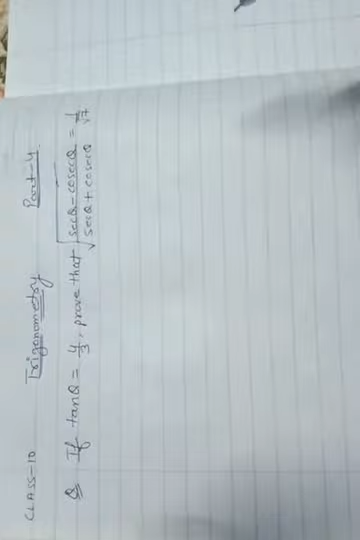 CLASS-10 Trigonometry Part-4
Q If tanθ = 4/3, prove that √(secθ - cosecθ / secθ + cosecθ) = 1/√7